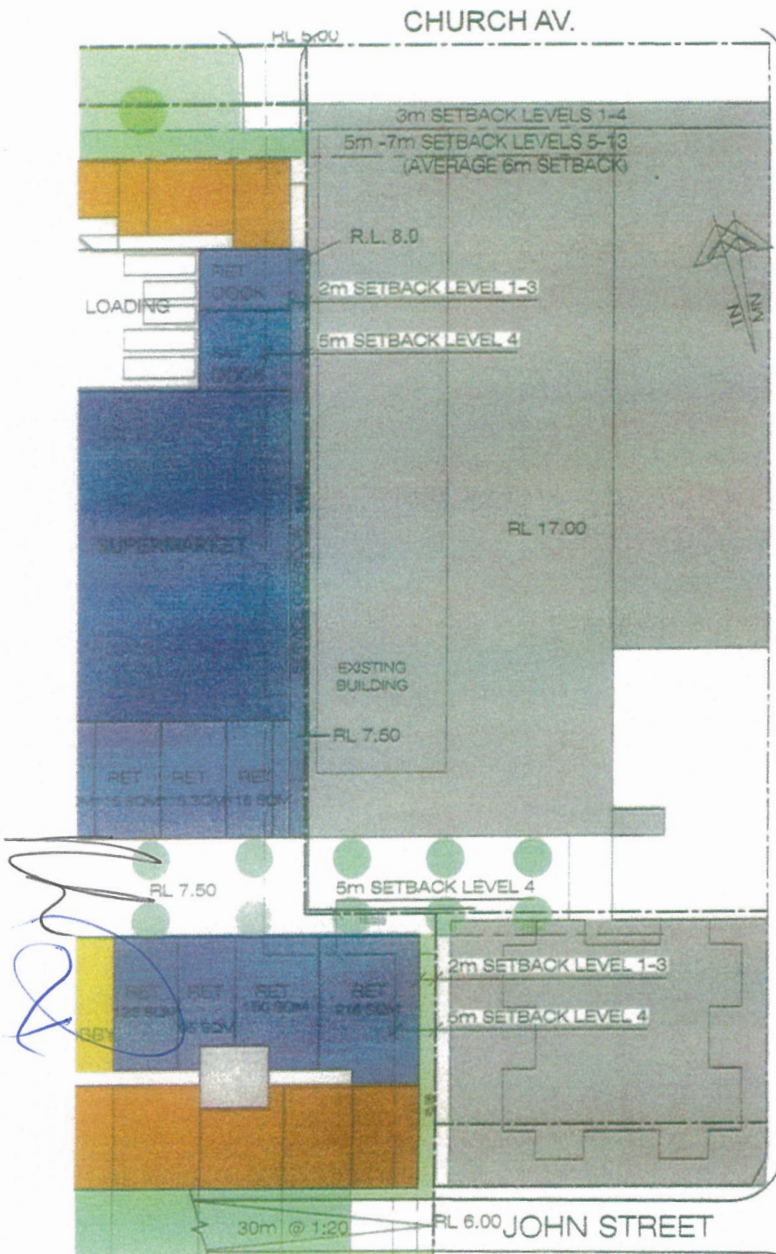 CHURCH AV.
RL 5.00
3m SETBACK LEVELS 1-4
5m -7m SETBACK LEVELS 5-13
(AVERAGE 6m SETBACK)
R.L. 8.0
RET
DOCK
LOADING
2m SETBACK LEVEL 1-3
5m SETBACK LEVEL 4
DOCK
TN
MN
RL 17.00
SUPERMARKET
EXISTING
BUILDING
RL 7.50
RET RET RET
RL 7.50
5m SETBACK LEVEL 4
2m SETBACK LEVEL 1-3
RET RET RET RET
5m SETBACK LEVEL 4
30m @ 1:20
RL 6.00 JOHN STREET